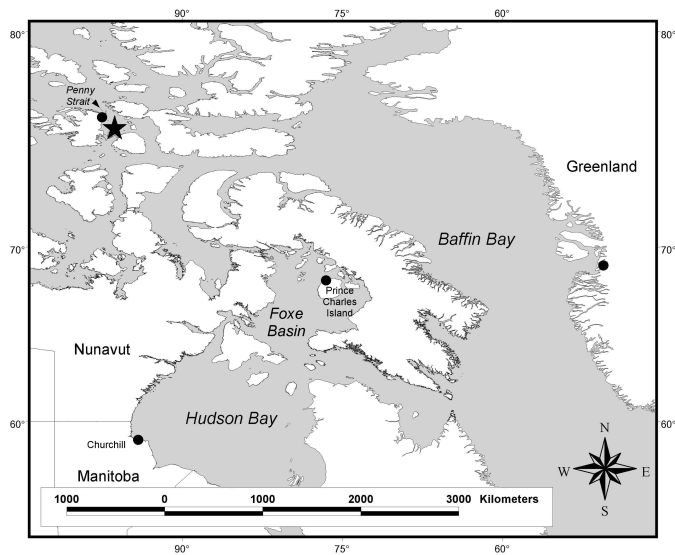 90°
75°
60°
80°
80°
Penny
Strait
Greenland
Baffin Bay
70°
70°
Prince
Charles
Island
Foxe
Basin
Nunavut
60°
60°
Hudson Bay
Churchill
Manitoba
N
W
E
S
1000 0 1000 2000 3000 Kilometers
90°
75°
60°